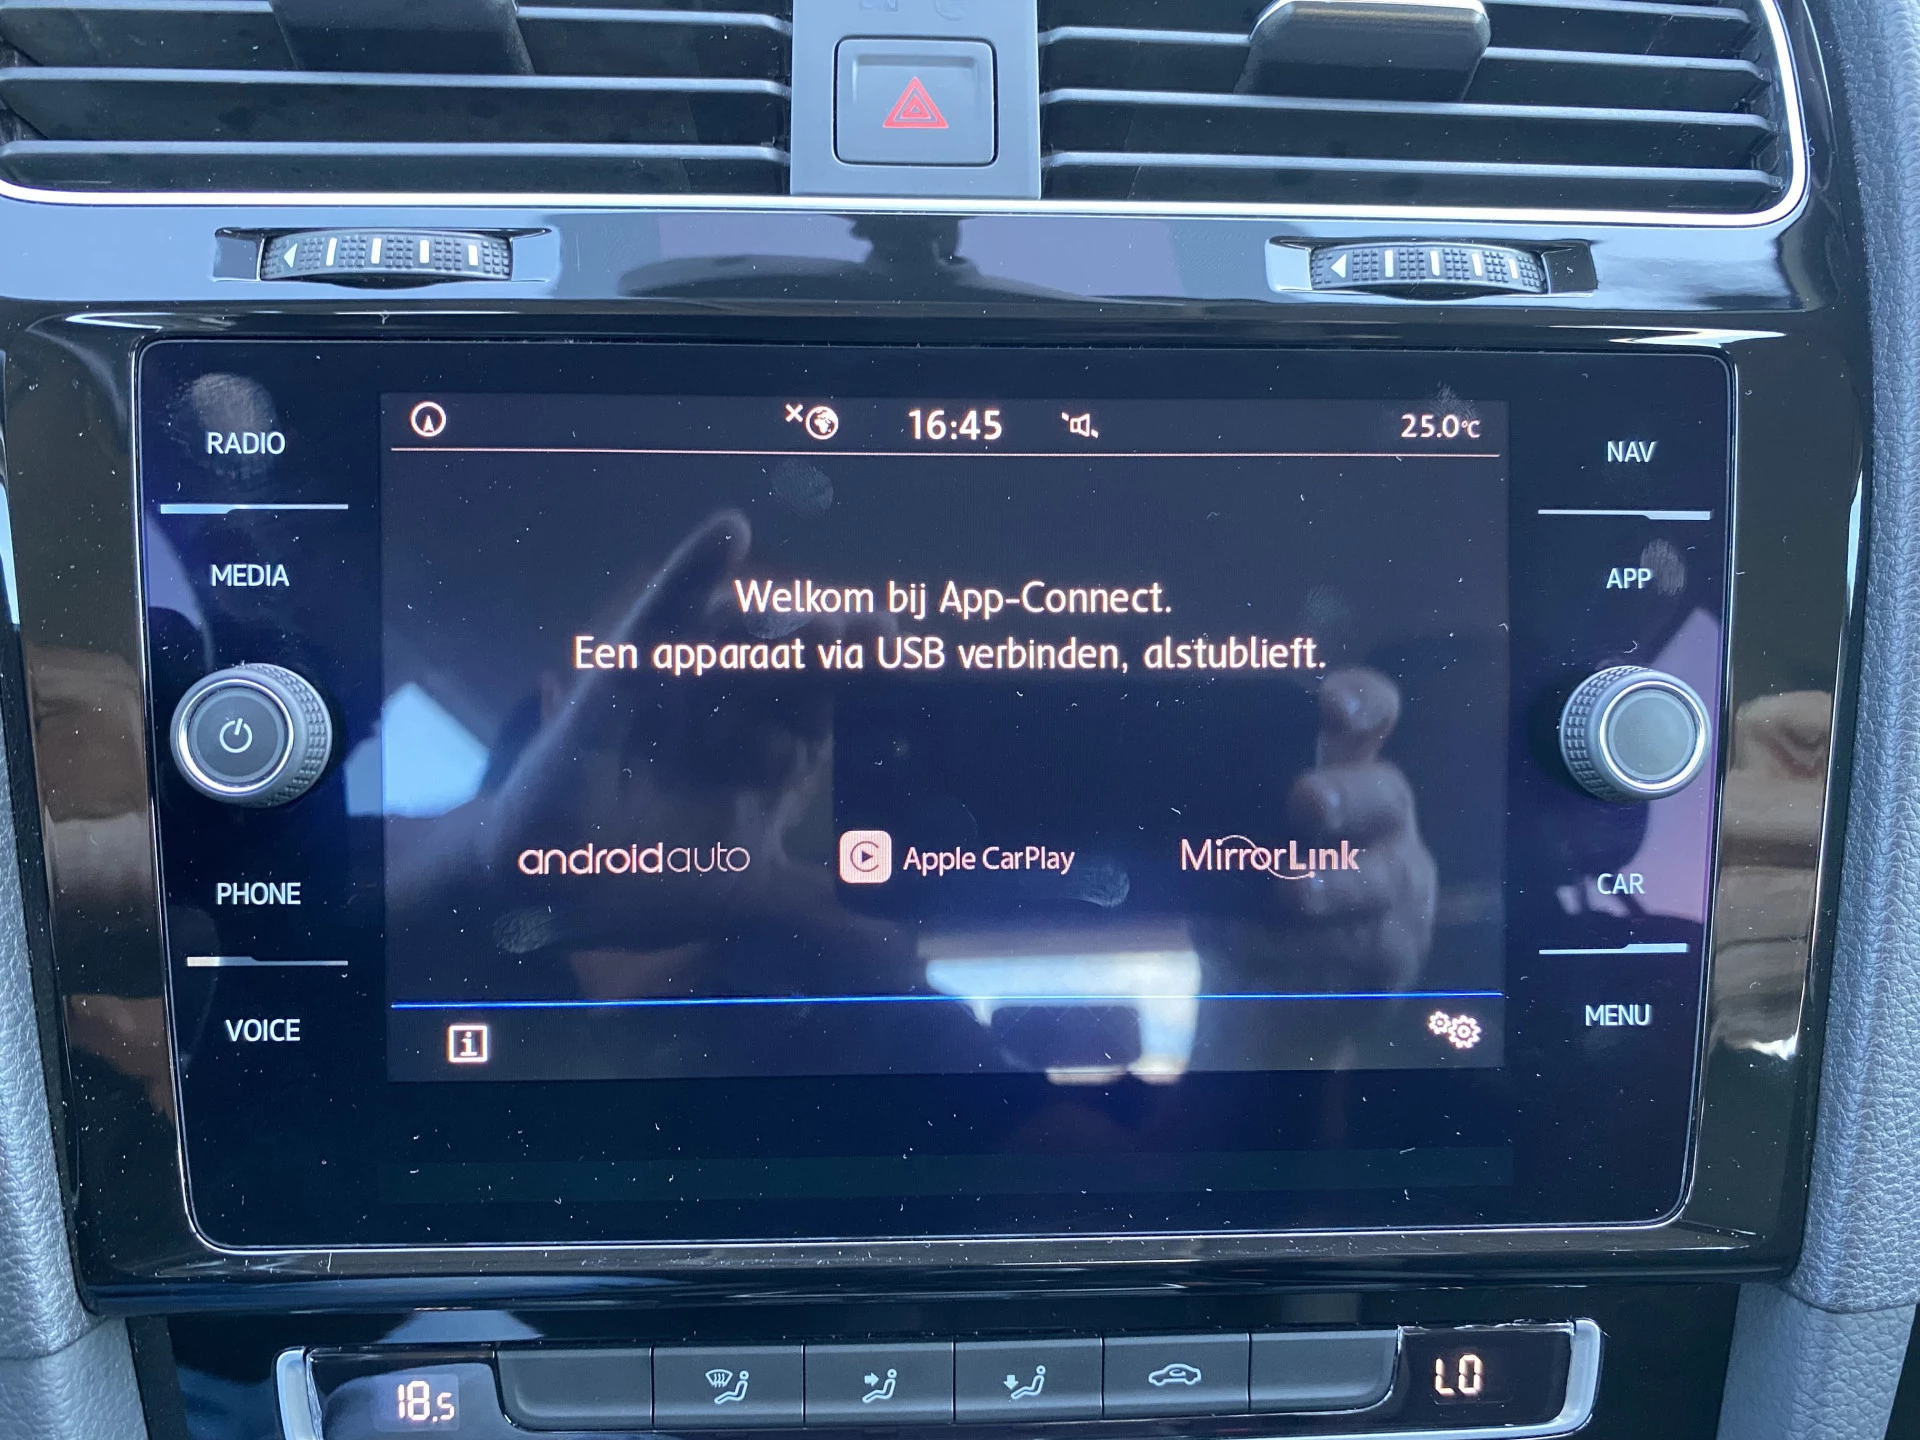 16:45
25.0°C
RADIO
NAV
MEDIA
APP
Welkom bij App-Connect.
Een apparaat via USB verbinden, alstublieft.
androidauto
Apple CarPlay
MirrorLink
PHONE
CAR
VOICE
MENU
18.5
LO